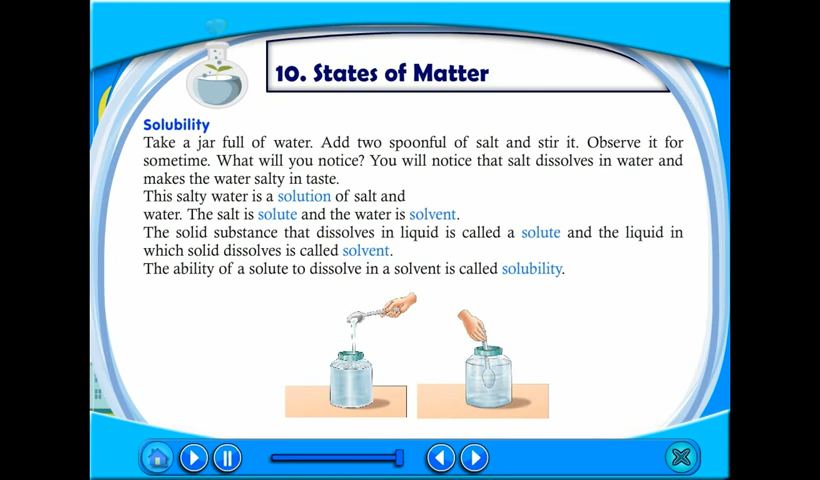 10. States of Matter
Solubility
Take a jar full of water. Add two spoonful of salt and stir it. Observe it for
sometime. What will you notice? You will notice that salt dissolves in water and
makes the water salty in taste.
This salty water is a solution of salt and
water. The salt is solute and the water is solvent.
The solid substance that dissolves in liquid is called a solute and the liquid in
which solid dissolves is called solvent.
The ability of a solute to dissolve in a solvent is called solubility.